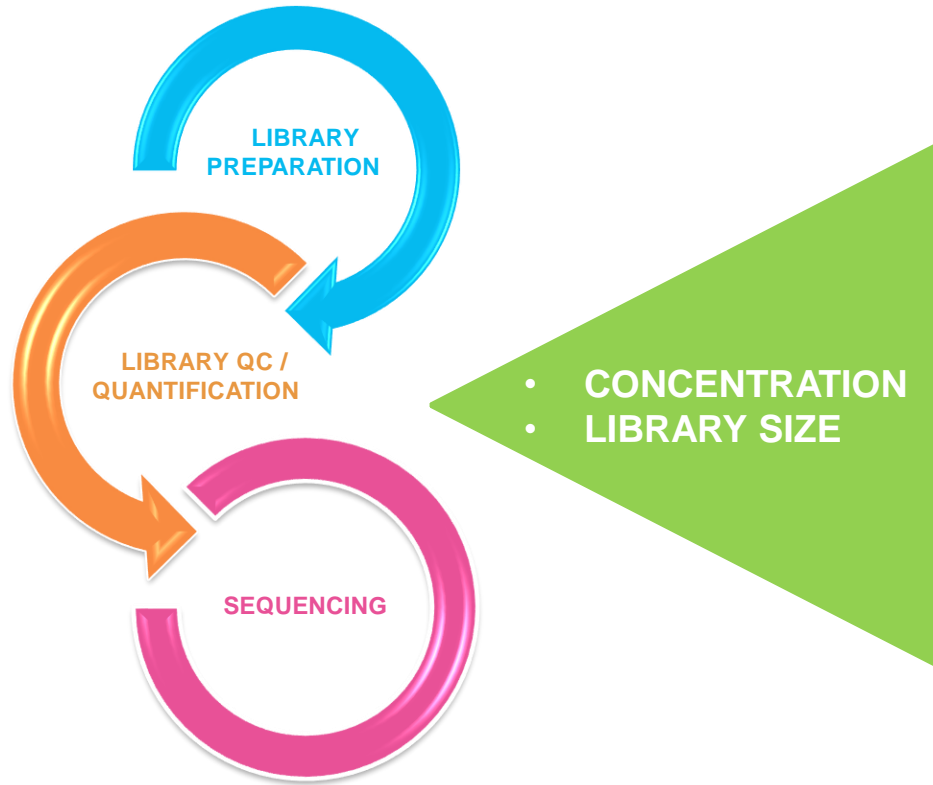 LIBRARY
PREPARATION
LIBRARY QC /
QUANTIFICATION
• CONCENTRATION
• LIBRARY SIZE
SEQUENCING